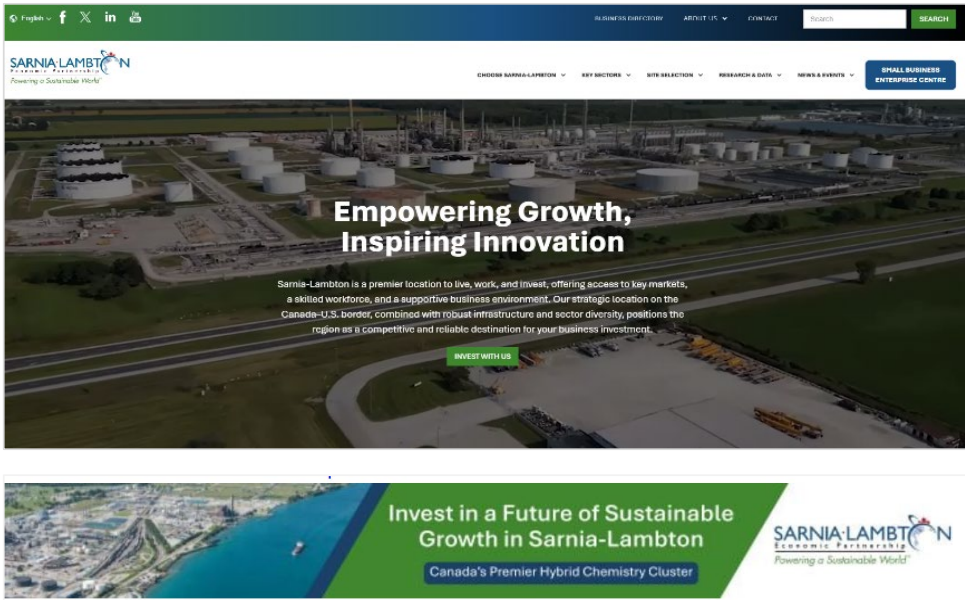 English
f X in You Tube
BUSINESS DIRECTORY ABOUT US CONTACT Search SEARCH
SARNIA-LAMBTON
Economic Partnership
Powering a Sustainable World
CHOOSE SARNIA-LAMBTON KEY SECTORS SITE SELECTION RESEARCH & DATA NEWS & EVENTS
SMALL BUSINESS
ENTERPRISE CENTRE
Empowering Growth,
Inspiring Innovation
Sarnia-Lambton is a premier location to live, work, and invest, offering access to key markets,
a skilled workforce, and a supportive business environment. Our strategic location on the
Canada-U.S. border, combined with robust infrastructure and sector diversity, positions the
region as a competitive and reliable destination for your business investment.
INVEST WITH US
Invest in a Future of Sustainable
Growth in Sarnia-Lambton
Canada's Premier Hybrid Chemistry Cluster
SARNIA-LAMBTON
Economic Partnership
Powering a Sustainable World